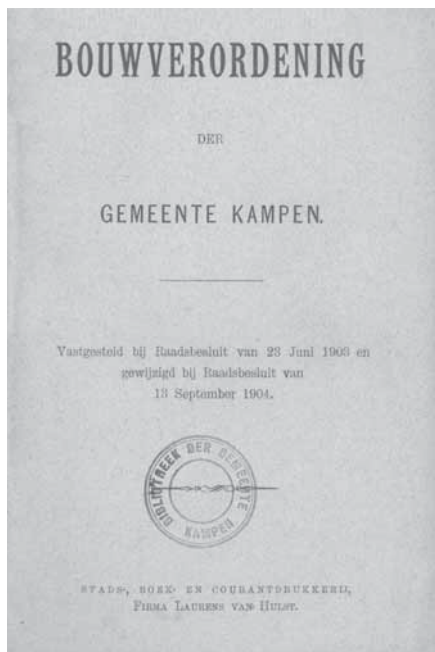 BOUWVERORDENING
DER
GEMEENTE KAMPEN.
Vastgesteld bij Raadsbesluit van 23 Juni 1903 en
gewijzigd bij Raadsbesluit van
13 September 1904.
BIBLIOTHEEK DER GEMEENTE
KAMPEN
STADS-, BOEK- EN COURANTDRUKKERIJ,
FIRMA LAURENS VAN HULST.